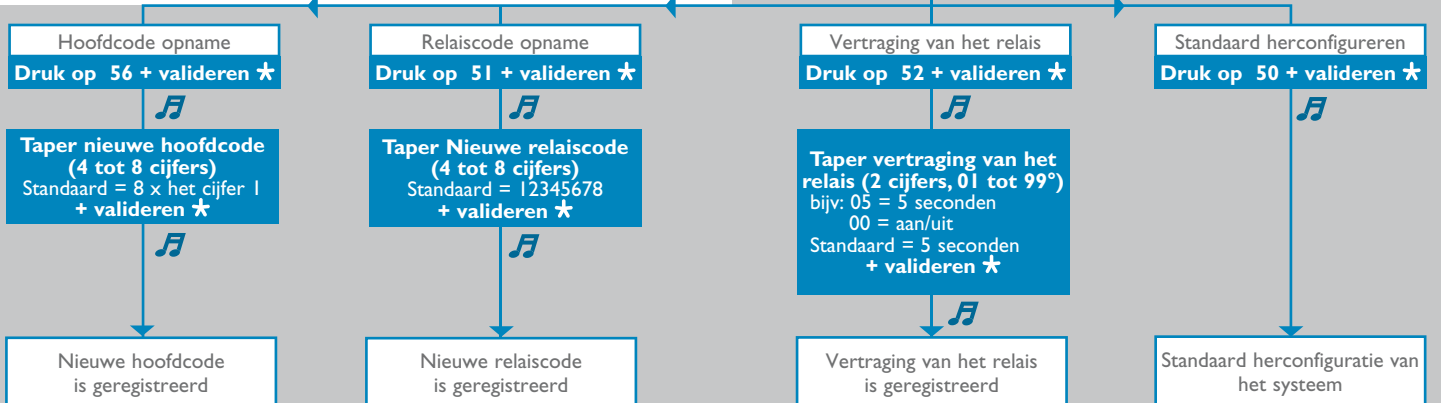 Hoofdcode opname
Druk op 56 + valideren *
Taper nieuwe hoofdcode
(4 tot 8 cijfers)
Standaard = 8 x het cijfer 1
+ valideren *
Nieuwe hoofdcode
is geregistreerd
Relaiscode opname
Druk op 51 + valideren *
Taper Nieuwe relaiscode
(4 tot 8 cijfers)
Standaard = 12345678
+ valideren *
Nieuwe relaiscode
is geregistreerd
Vertraging van het relais
Druk op 52 + valideren *
Taper vertraging van het
relais (2 cijfers, 01 tot 99°)
bijv: 05 = 5 seconden
00 = aan/uit
Standaard = 5 seconden
+ valideren *
Vertraging van het relais
is geregistreerd
Standaard herconfigureren
Druk op 50 + valideren *
Standaard herconfiguratie van
het systeem